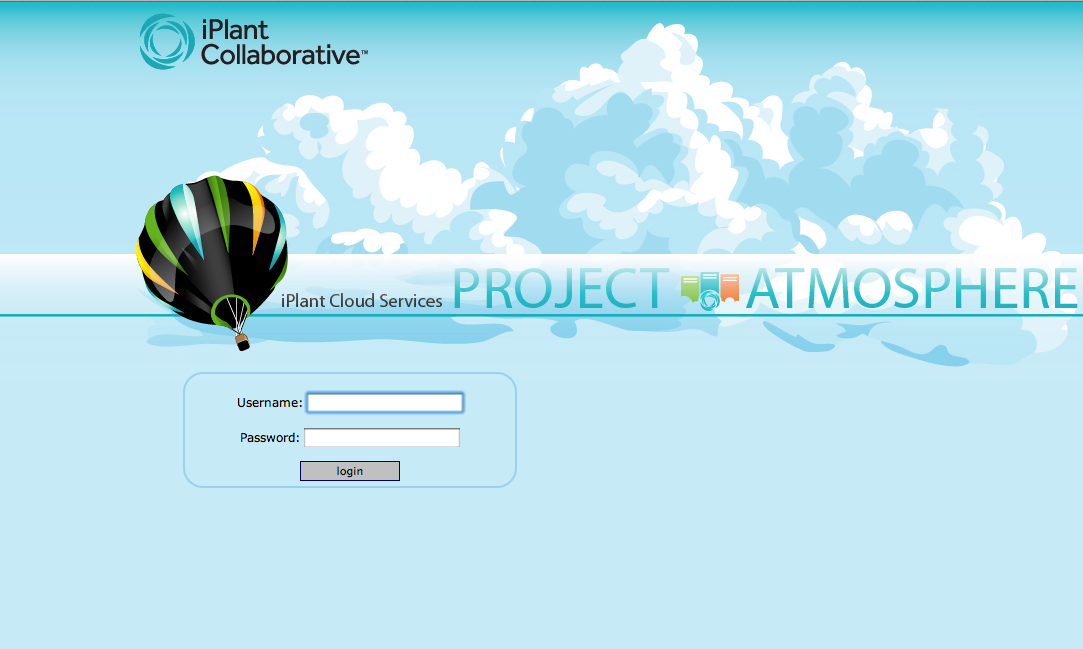 iPlant
Collaborative™
iPlant Cloud Services PROJECT ATMOSPHERE
Username:
Password:
login